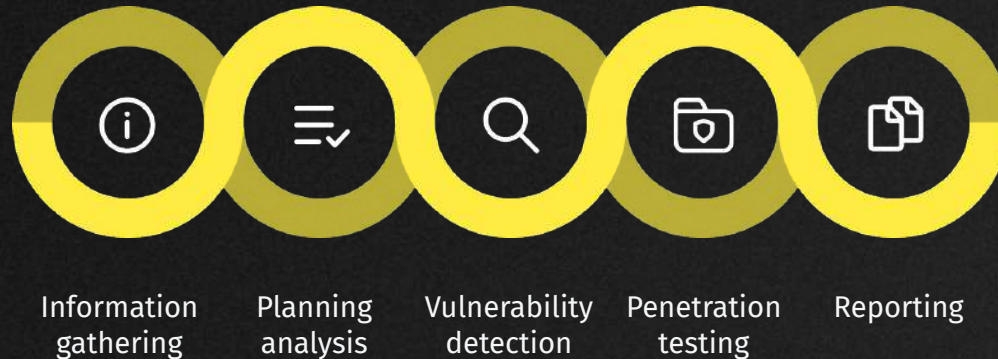 Information
gathering
Planning
analysis
Vulnerability
detection
Penetration
testing
Reporting